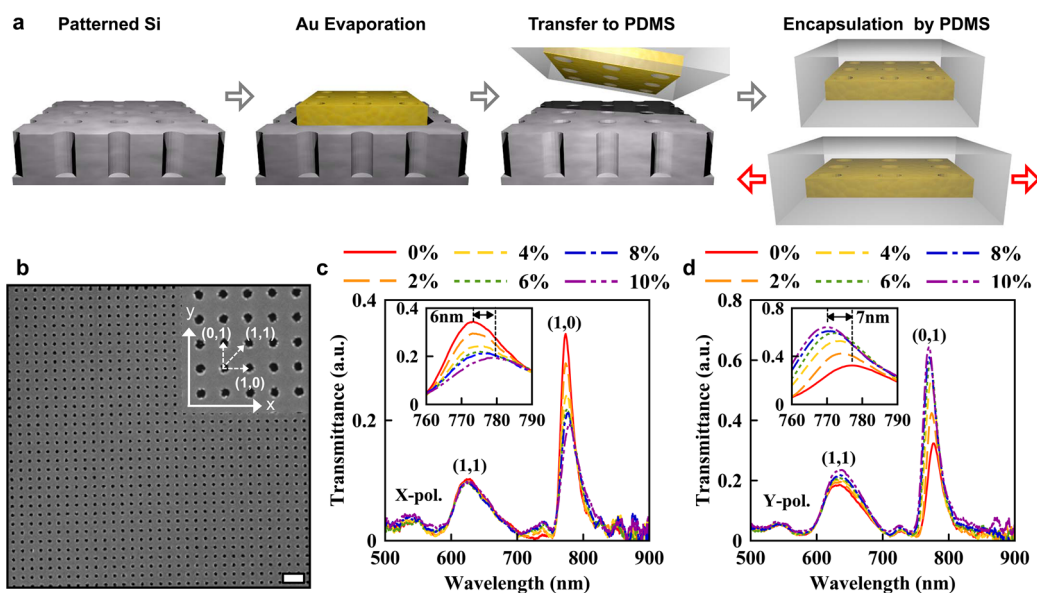 a
Patterned Si
Au Evaporation
Transfer to PDMS
Encapsulation by PDMS
b
y
(0,1)
(1,1)
(1,0)
x
c
0%
4%
8%
2%
6%
10%
0.4
0.2
0
Transmittance (a.u.)
0.4
0.2
0
6nm
760
770
780
790
(1,0)
(1,1)
X-pol.
500
600
700
800
900
Wavelength (nm)
d
0%
4%
8%
2%
6%
10%
0.8
0.6
0.4
0.2
0
Transmittance (a.u.)
0.8
0.4
0
7nm
760
770
780
790
(0,1)
(1,1)
Y-pol.
500
600
700
800
900
Wavelength (nm)